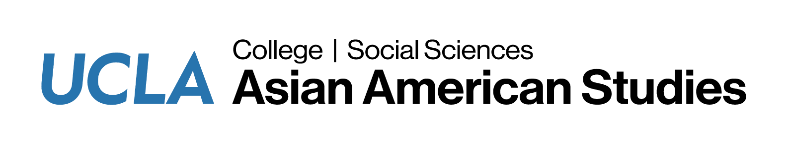 UCLA
College | Social Sciences
Asian American Studies